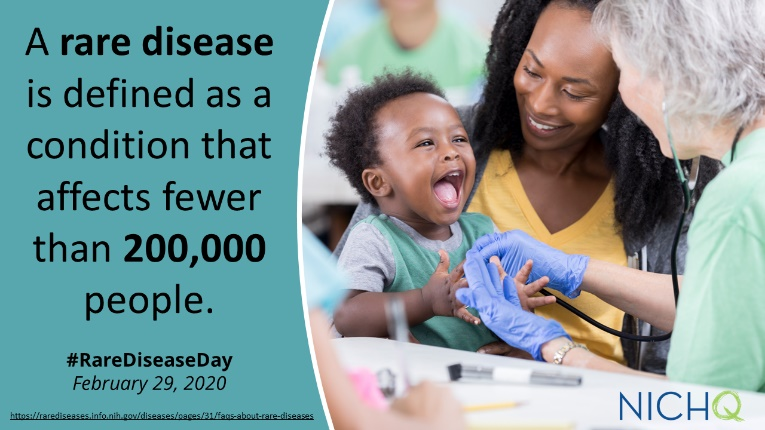 A rare disease
is defined as a
condition that
affects fewer
than 200,000
people.
#RareDiseaseDay
February 29, 2020
https://rarediseases.info.nih.gov/diseases/pages/31/faqs-about-rare-diseases
NICHQ